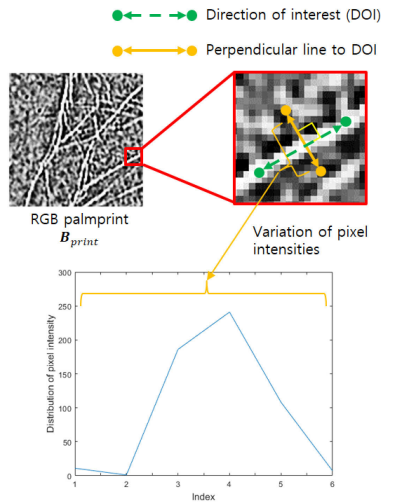 Direction of interest (DOI)
Perpendicular line to DOI
RGB palmprint
B_print
Variation of pixel
intensities
Distribution of pixel intensity
300
250
200
150
100
50
0
1 2 3 4 5 6
Index